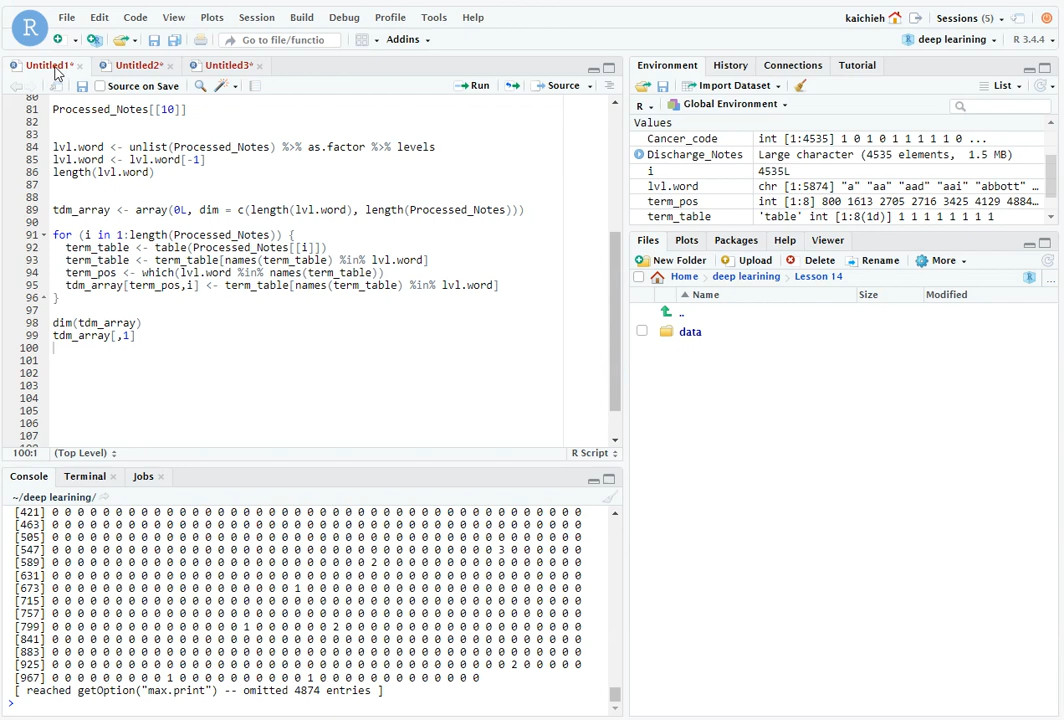 File Edit Code View Plots Session Build Debug Profile Tools Help kaichieh Sessions (5)
R Go to file/functio Addins deep learining R 3.4.4
Untitled1* Untitled2* Untitled3*
Source on Save Run Source
80
81 Processed_Notes[[10]]
82
83
84 lvl.word <- unlist(Processed_Notes) %>% as.factor %>% levels
85 lvl.word <- lvl.word[-1]
86 length(lvl.word)
87
88
89 tdm_array <- array(0L, dim = c(length(lvl.word), length(Processed_Notes)))
90
91 for (i in 1:length(Processed_Notes)) {
92 term_table <- table(Processed_Notes[[i]])
93 term_table <- term_table[names(term_table) %in% lvl.word]
94 term_pos <- which(lvl.word %in% names(term_table))
95 tdm_array[term_pos,i] <- term_table[names(term_table) %in% lvl.word]
96 }
97
98 dim(tdm_array)
99 tdm_array[,1]
100
101
102
103
104
105
106
107
100:1 (Top Level) R Script
Console Terminal Jobs
~/deep learining/
[421] 0 0 0 0 0 0 0 0 0 0 0 0 0 0 0 0 0 0 0 0 0 0 0 0 0 0 0 0 0 0 0 0 0 0 0 0 0 0 0 0 0 0
[463] 0 0 0 0 0 0 0 0 0 0 0 0 0 0 0 0 0 0 0 0 0 0 0 0 0 0 0 0 0 0 0 0 0 0 0 0 0 0 0 0 0 0
[505] 0 0 0 0 0 0 0 0 0 0 0 0 0 0 0 0 0 0 0 0 0 0 0 0 0 0 0 0 0 0 0 0 0 0 0 0 0 0 0 0 0 0
[547] 0 0 0 0 0 0 0 0 0 0 0 0 0 0 0 0 0 0 0 0 0 0 0 0 0 0 0 0 0 0 0 0 0 0 0 3 0 0 0 0 0 0
[589] 0 0 0 0 0 0 0 0 0 0 0 0 0 0 0 0 0 0 0 0 0 0 0 0 0 2 0 0 0 0 0 0 0 0 0 0 0 0 0 0 0 0
[631] 0 0 0 0 0 0 0 0 0 0 0 0 0 0 0 0 0 0 0 0 0 0 0 0 0 0 0 0 0 0 0 0 0 0 0 0 0 0 0 0 0 0
[673] 0 0 0 0 0 0 0 0 0 0 0 0 0 0 0 0 0 0 0 1 0 0 0 0 0 0 0 0 0 0 0 0 0 0 0 0 0 0 0 0 0 0
[715] 0 0 0 0 0 0 0 0 0 0 0 0 0 0 0 0 0 0 0 0 0 0 0 0 0 0 0 0 0 0 0 0 0 0 0 0 0 0 0 0 0 0
[757] 0 0 0 0 0 0 0 0 0 0 0 0 0 0 0 0 0 0 0 0 0 0 0 0 0 0 0 0 0 0 0 0 0 0 0 0 0 0 0 0 0 0
[799] 0 0 0 0 0 0 0 0 0 0 0 0 0 0 0 1 0 0 0 0 0 0 2 0 0 0 0 0 0 0 0 0 0 0 0 0 0 0 0 0 0 0
[841] 0 0 0 0 0 0 0 0 0 0 0 0 0 0 0 0 0 0 0 0 0 0 0 0 0 0 0 0 0 0 0 0 0 0 0 0 0 0 0 0 0 0
[883] 0 0 0 0 0 0 0 0 0 0 0 0 0 0 0 0 0 0 0 0 0 0 0 0 0 0 0 0 0 0 0 0 0 0 0 0 0 0 0 0 0 0
[925] 0 0 0 0 0 0 0 0 0 0 0 0 0 0 0 0 0 0 0 0 0 0 0 0 0 0 0 0 0 0 0 0 0 0 0 0 2 0 0 0 0 0
[967] 0 0 0 0 0 0 0 0 0 1 0 0 0 0 0 0 0 0 0 0 1 0 0 0 0 0 0 0 0 0 0 0 0 0
[ reached getOption("max.print") -- omitted 4874 entries ]
>
Environment History Connections Tutorial
Import Dataset List
R Global Environment
Values
Cancer_code int [1:4535] 1 0 1 0 1 1 1 1 1 0 ...
Discharge_Notes Large character (4535 elements, 1.5 MB)
i 4535L
lvl.word chr [1:5874] "a" "aa" "aad" "aai" "abbott" …
term_pos int [1:8] 800 1613 2705 2716 3425 4129 4884…
term_table 'table' int [1:8(1d)] 1 1 1 1 1 1 1 1
Files Plots Packages Help Viewer
New Folder Upload Delete Rename More
Home deep learining Lesson 14 R ...
Name Size Modified
..
data